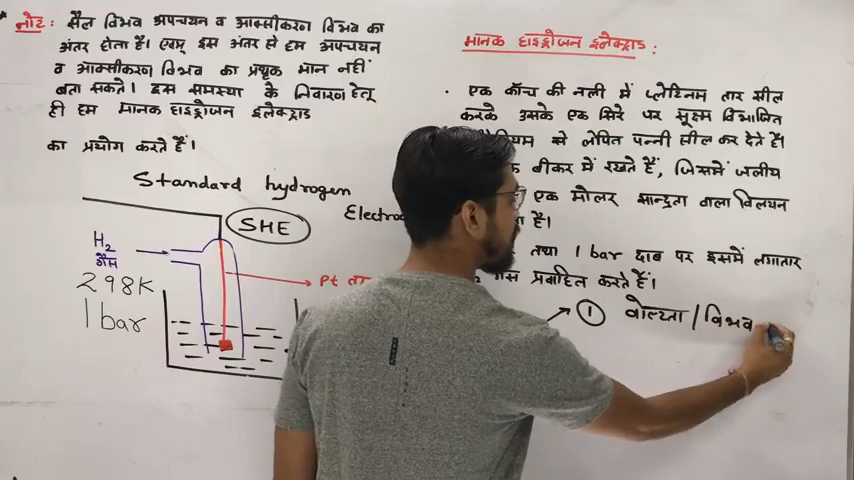 नोट : सैल विभव अपचयन व आक्सीकरण विभव का
अंतर होता है। एवम् इस अंतर से हम अपचयन
व आक्सीकरण विभव का प्रथक मान नहीं
बता सकते। इस समस्या के निवारण हेतू
ही हम मानक हाइड्रोजन इलेक्ट्राड
का प्रयोग करते हैं।
Standard hydrogen
Electro
SHE
H2
गैस
298K
1 bar
Pt ता
मानक हाइड्रोजन इलेक्ट्राड :
• एक काँच की नली में प्लेटिनम तार सील
करके उसके एक सिरे पर सूक्ष्म विभाजित
से लेपित पन्नी सील कर देते हैं।
बीकर में रखते हैं, जिसमें जलीय
एक मोलर सान्द्रता वाला विलयन
है।
तथा 1 bar दाब पर इसमें लगातार
गैस प्रवाहित करते हैं।
1 वोल्टता / विभव